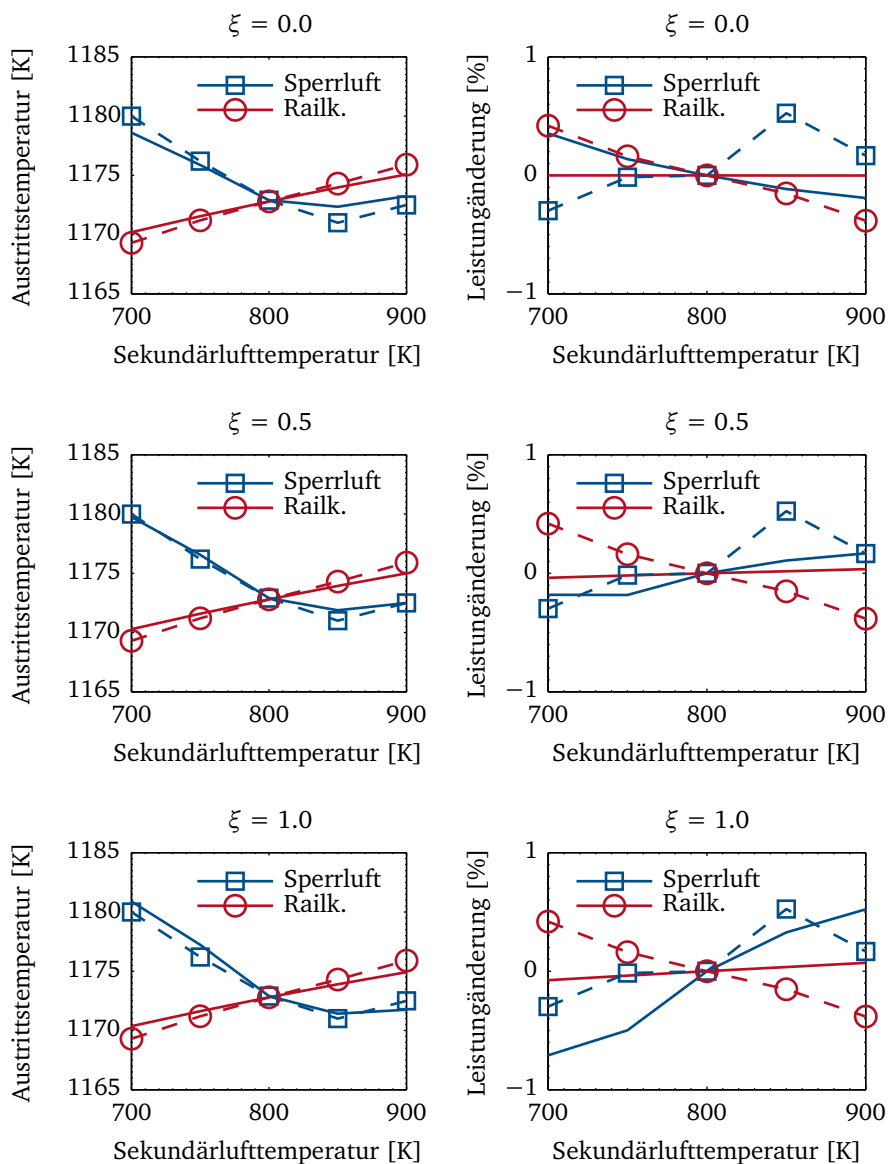 ξ = 0.0
Austrittstemperatur [K]
1185
1180
1175
1170
1165
Sperrluft
Railk.
700
800
900
Sekundärlufttemperatur [K]
ξ = 0.0
Leistungänderung [%]
1
0
−1
Sperrluft
Railk.
700
800
900
Sekundärlufttemperatur [K]
ξ = 0.5
Austrittstemperatur [K]
1185
1180
1175
1170
1165
Sperrluft
Railk.
700
800
900
Sekundärlufttemperatur [K]
ξ = 0.5
Leistungänderung [%]
1
0
−1
Sperrluft
Railk.
700
800
900
Sekundärlufttemperatur [K]
ξ = 1.0
Austrittstemperatur [K]
1185
1180
1175
1170
1165
Sperrluft
Railk.
700
800
900
Sekundärlufttemperatur [K]
ξ = 1.0
Leistungänderung [%]
1
0
−1
Sperrluft
Railk.
700
800
900
Sekundärlufttemperatur [K]